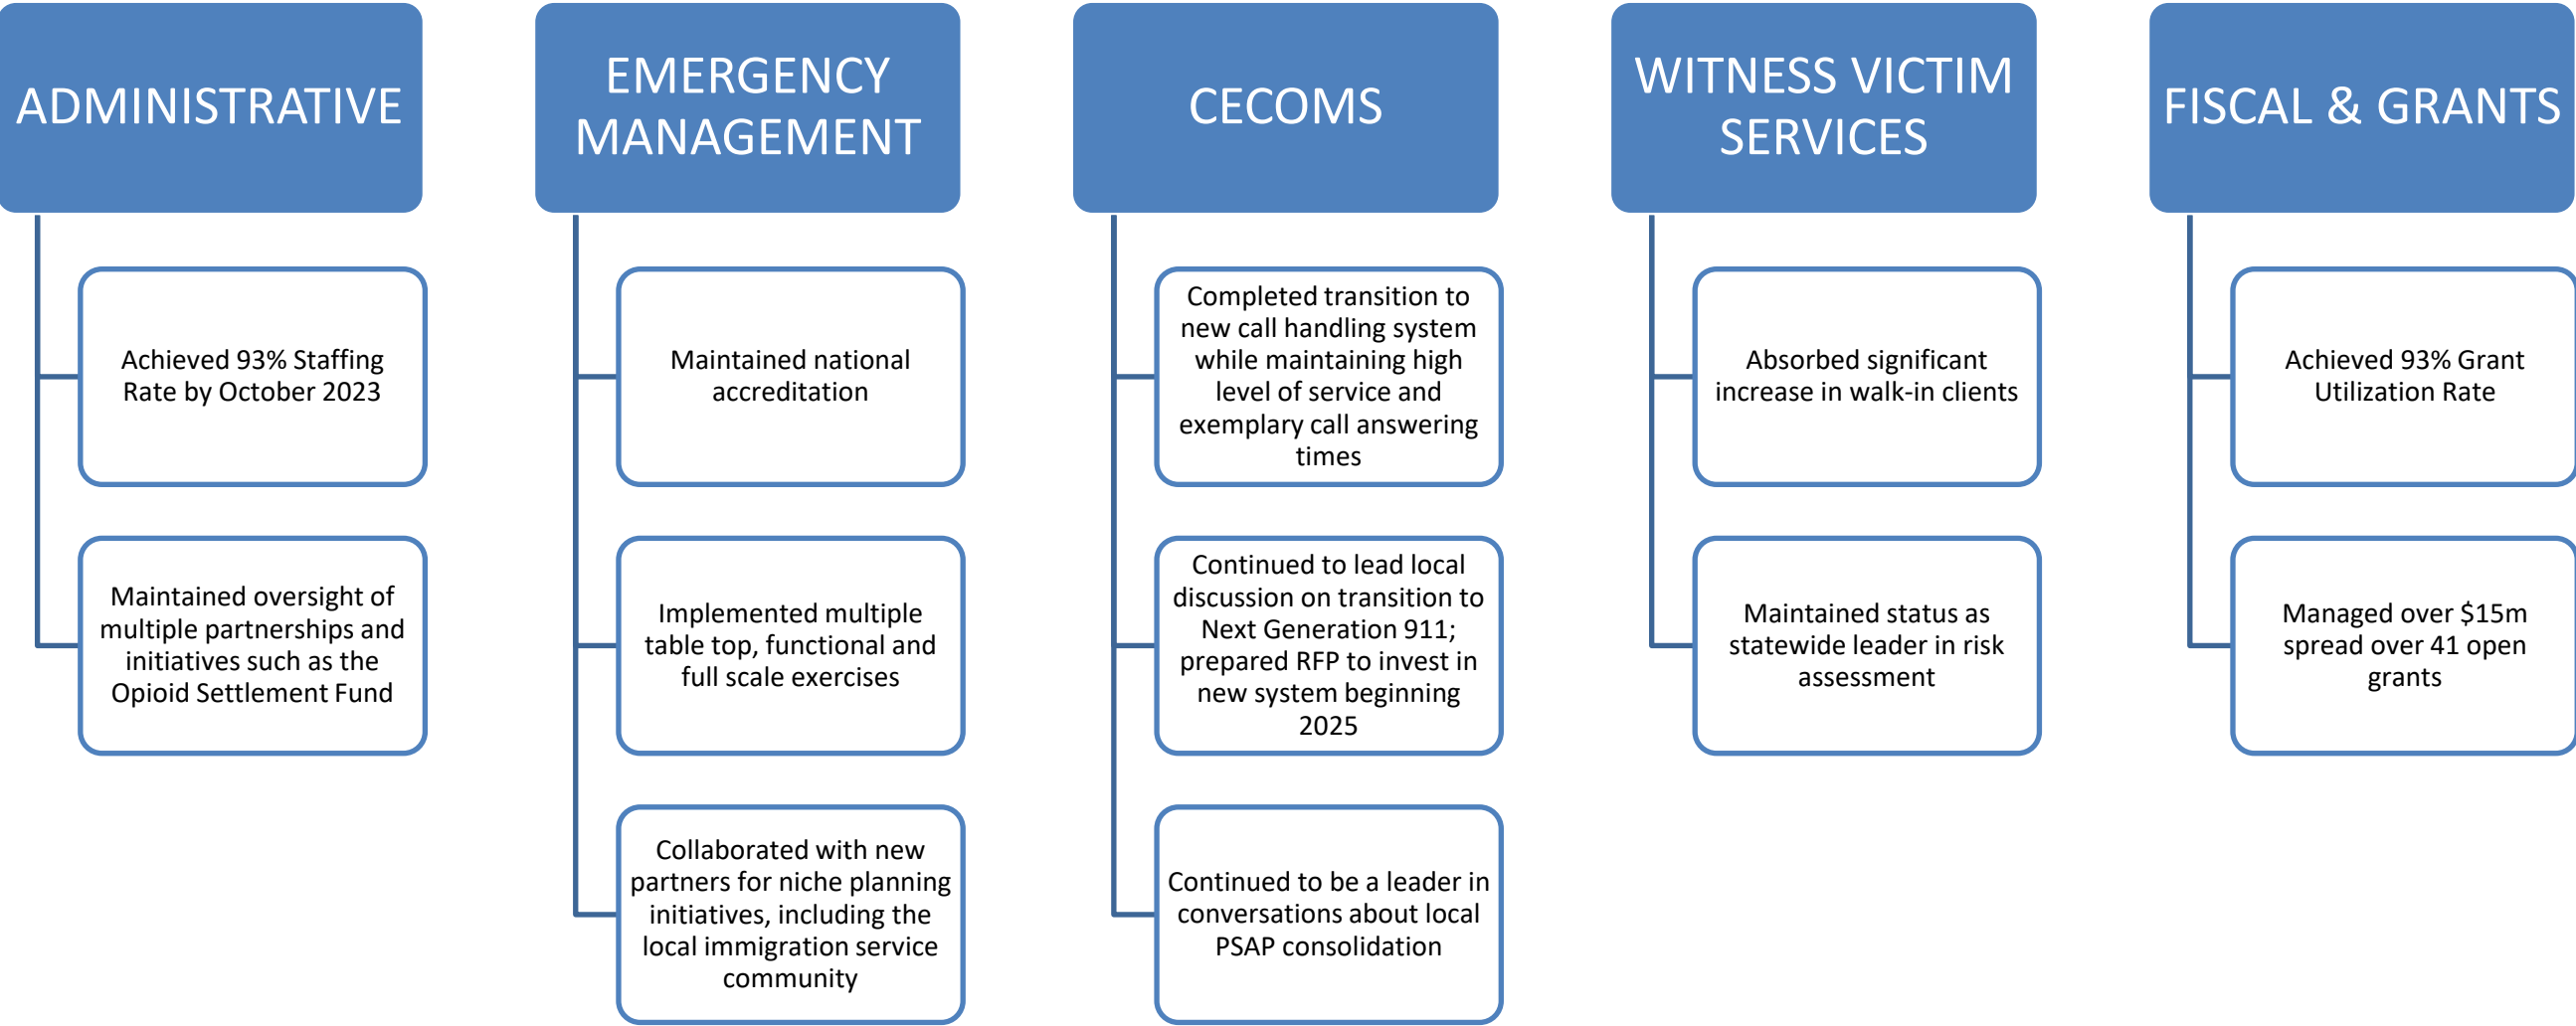 ADMINISTRATIVE
Achieved 93% Staffing
Rate by October 2023
Maintained oversight of
multiple partnerships and
initiatives such as the
Opioid Settlement Fund
EMERGENCY
MANAGEMENT
Maintained national
accreditation
Implemented multiple
table top, functional and
full scale exercises
Collaborated with new
partners for niche planning
initiatives, including the
local immigration service
community
CECOMS
Completed transition to
new call handling system
while maintaining high
level of service and
exemplary call answering
times
Continued to lead local
discussion on transition to
Next Generation 911;
prepared RFP to invest in
new system beginning
2025
Continued to be a leader in
conversations about local
PSAP consolidation
WITNESS VICTIM
SERVICES
Absorbed significant
increase in walk-in clients
Maintained status as
statewide leader in risk
assessment
FISCAL & GRANTS
Achieved 93% Grant
Utilization Rate
Managed over $15m
spread over 41 open
grants